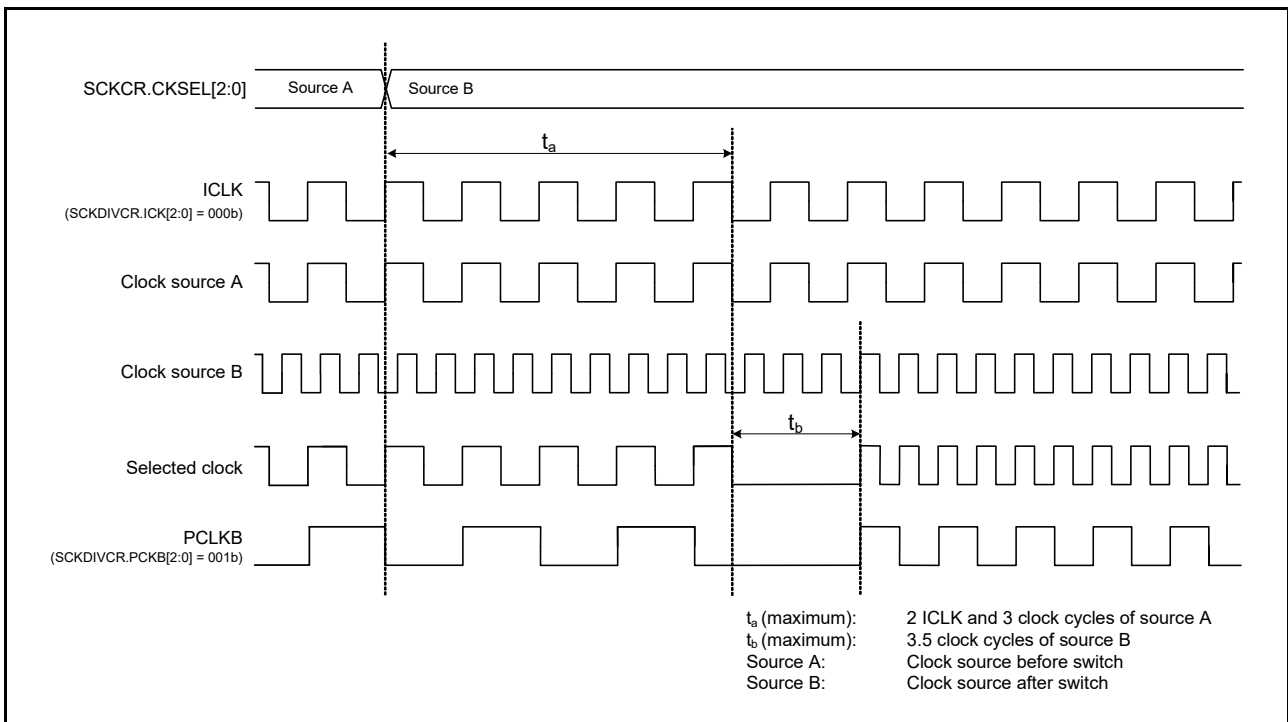 SCKCR.CKSEL[2:0]
Source A
Source B
ta
ICLK
(SCKDIVCR.ICK[2:0] = 000b)
Clock source A
Clock source B
tb
Selected clock
PCLKB
(SCKDIVCR.PCKB[2:0] = 001b)
ta (maximum): 2 ICLK and 3 clock cycles of source A
tb (maximum): 3.5 clock cycles of source B
Source A: Clock source before switch
Source B: Clock source after switch